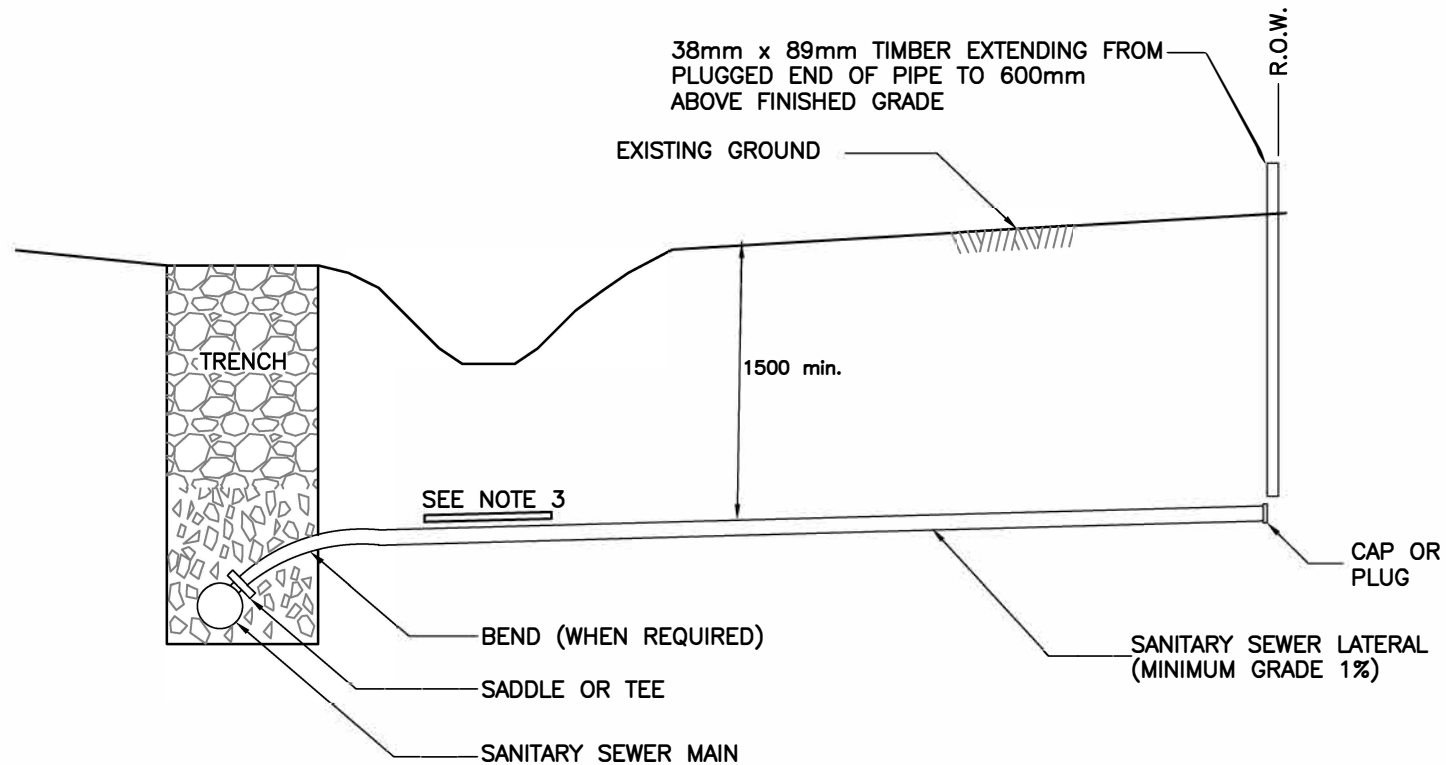 R.O.W.
38mm x 89mm TIMBER EXTENDING FROM
PLUGGED END OF PIPE TO 600mm
ABOVE FINISHED GRADE
EXISTING GROUND
TRENCH
1500 min.
SEE NOTE 3
CAP OR
PLUG
BEND (WHEN REQUIRED)
SANITARY SEWER LATERAL
(MINIMUM GRADE 1%)
SADDLE OR TEE
SANITARY SEWER MAIN